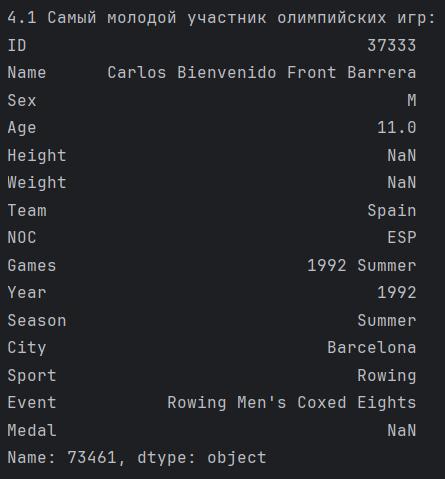 4.1 Самый молодой участник олимпийских игр:
ID 37333
Name Carlos Bienvenido Front Barrera
Sex M
Age 11.0
Height NaN
Weight NaN
Team Spain
NOC ESP
Games 1992 Summer
Year 1992
Season Summer
City Barcelona
Sport Rowing
Event Rowing Men's Coxed Eights
Medal NaN
Name: 73461, dtype: object